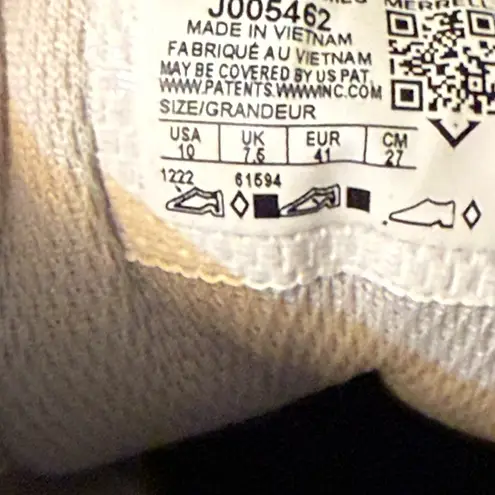 MERRELL
J005462
MADE IN VIETNAM
FABRIQUÉ AU VIETNAM
MAY BE COVERED BY US PAT.
WWW.PATENTS.WWWINC.COM
SIZE/GRANDEUR
USA UK EUR CM
10 7.5 41 27
1222 61594